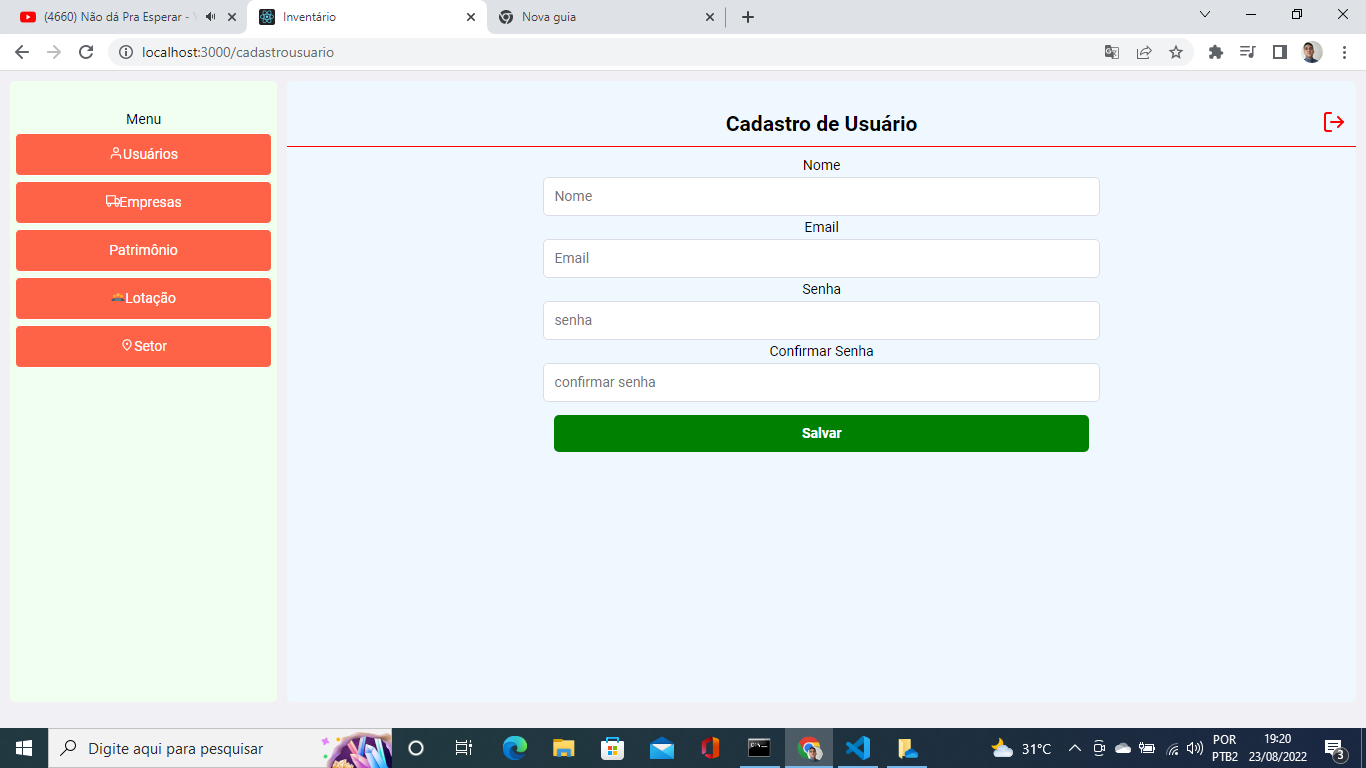 (4660) Não dá Pra Esperar - Y
Inventário
Nova guia
localhost:3000/cadastrousuario
Menu
Usuários
Empresas
Patrimônio
Lotação
Setor
Cadastro de Usuário
Nome
Nome
Email
Email
Senha
senha
Confirmar Senha
confirmar senha
Salvar
Digite aqui para pesquisar
31°C
POR
PTB2
19:20
23/08/2022
3